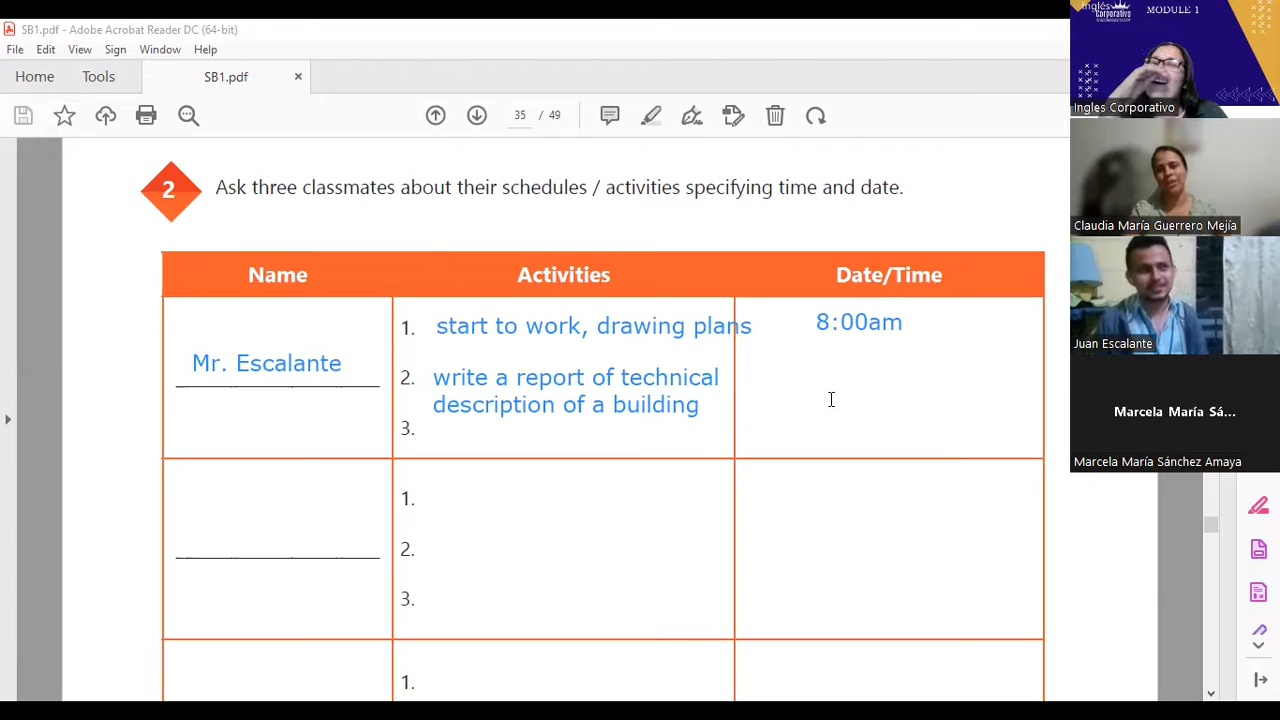 SB1.pdf - Adobe Acrobat Reader DC (64-bit)
File Edit View Sign Window Help
Home Tools SB1.pdf ×
35 / 49
2 Ask three classmates about their schedules / activities specifying time and date.
Name Activities Date/Time
1. start to work, drawing plans 8:00am
Mr. Escalante
2. write a report of technical
description of a building
3.
1.
2.
3.
1.
Inglés
Corporativo
MODULE 1
Ingles Corporativo
Claudia María Guerrero Mejía
Juan Escalante
Marcela María Sá...
Marcela María Sánchez Amaya